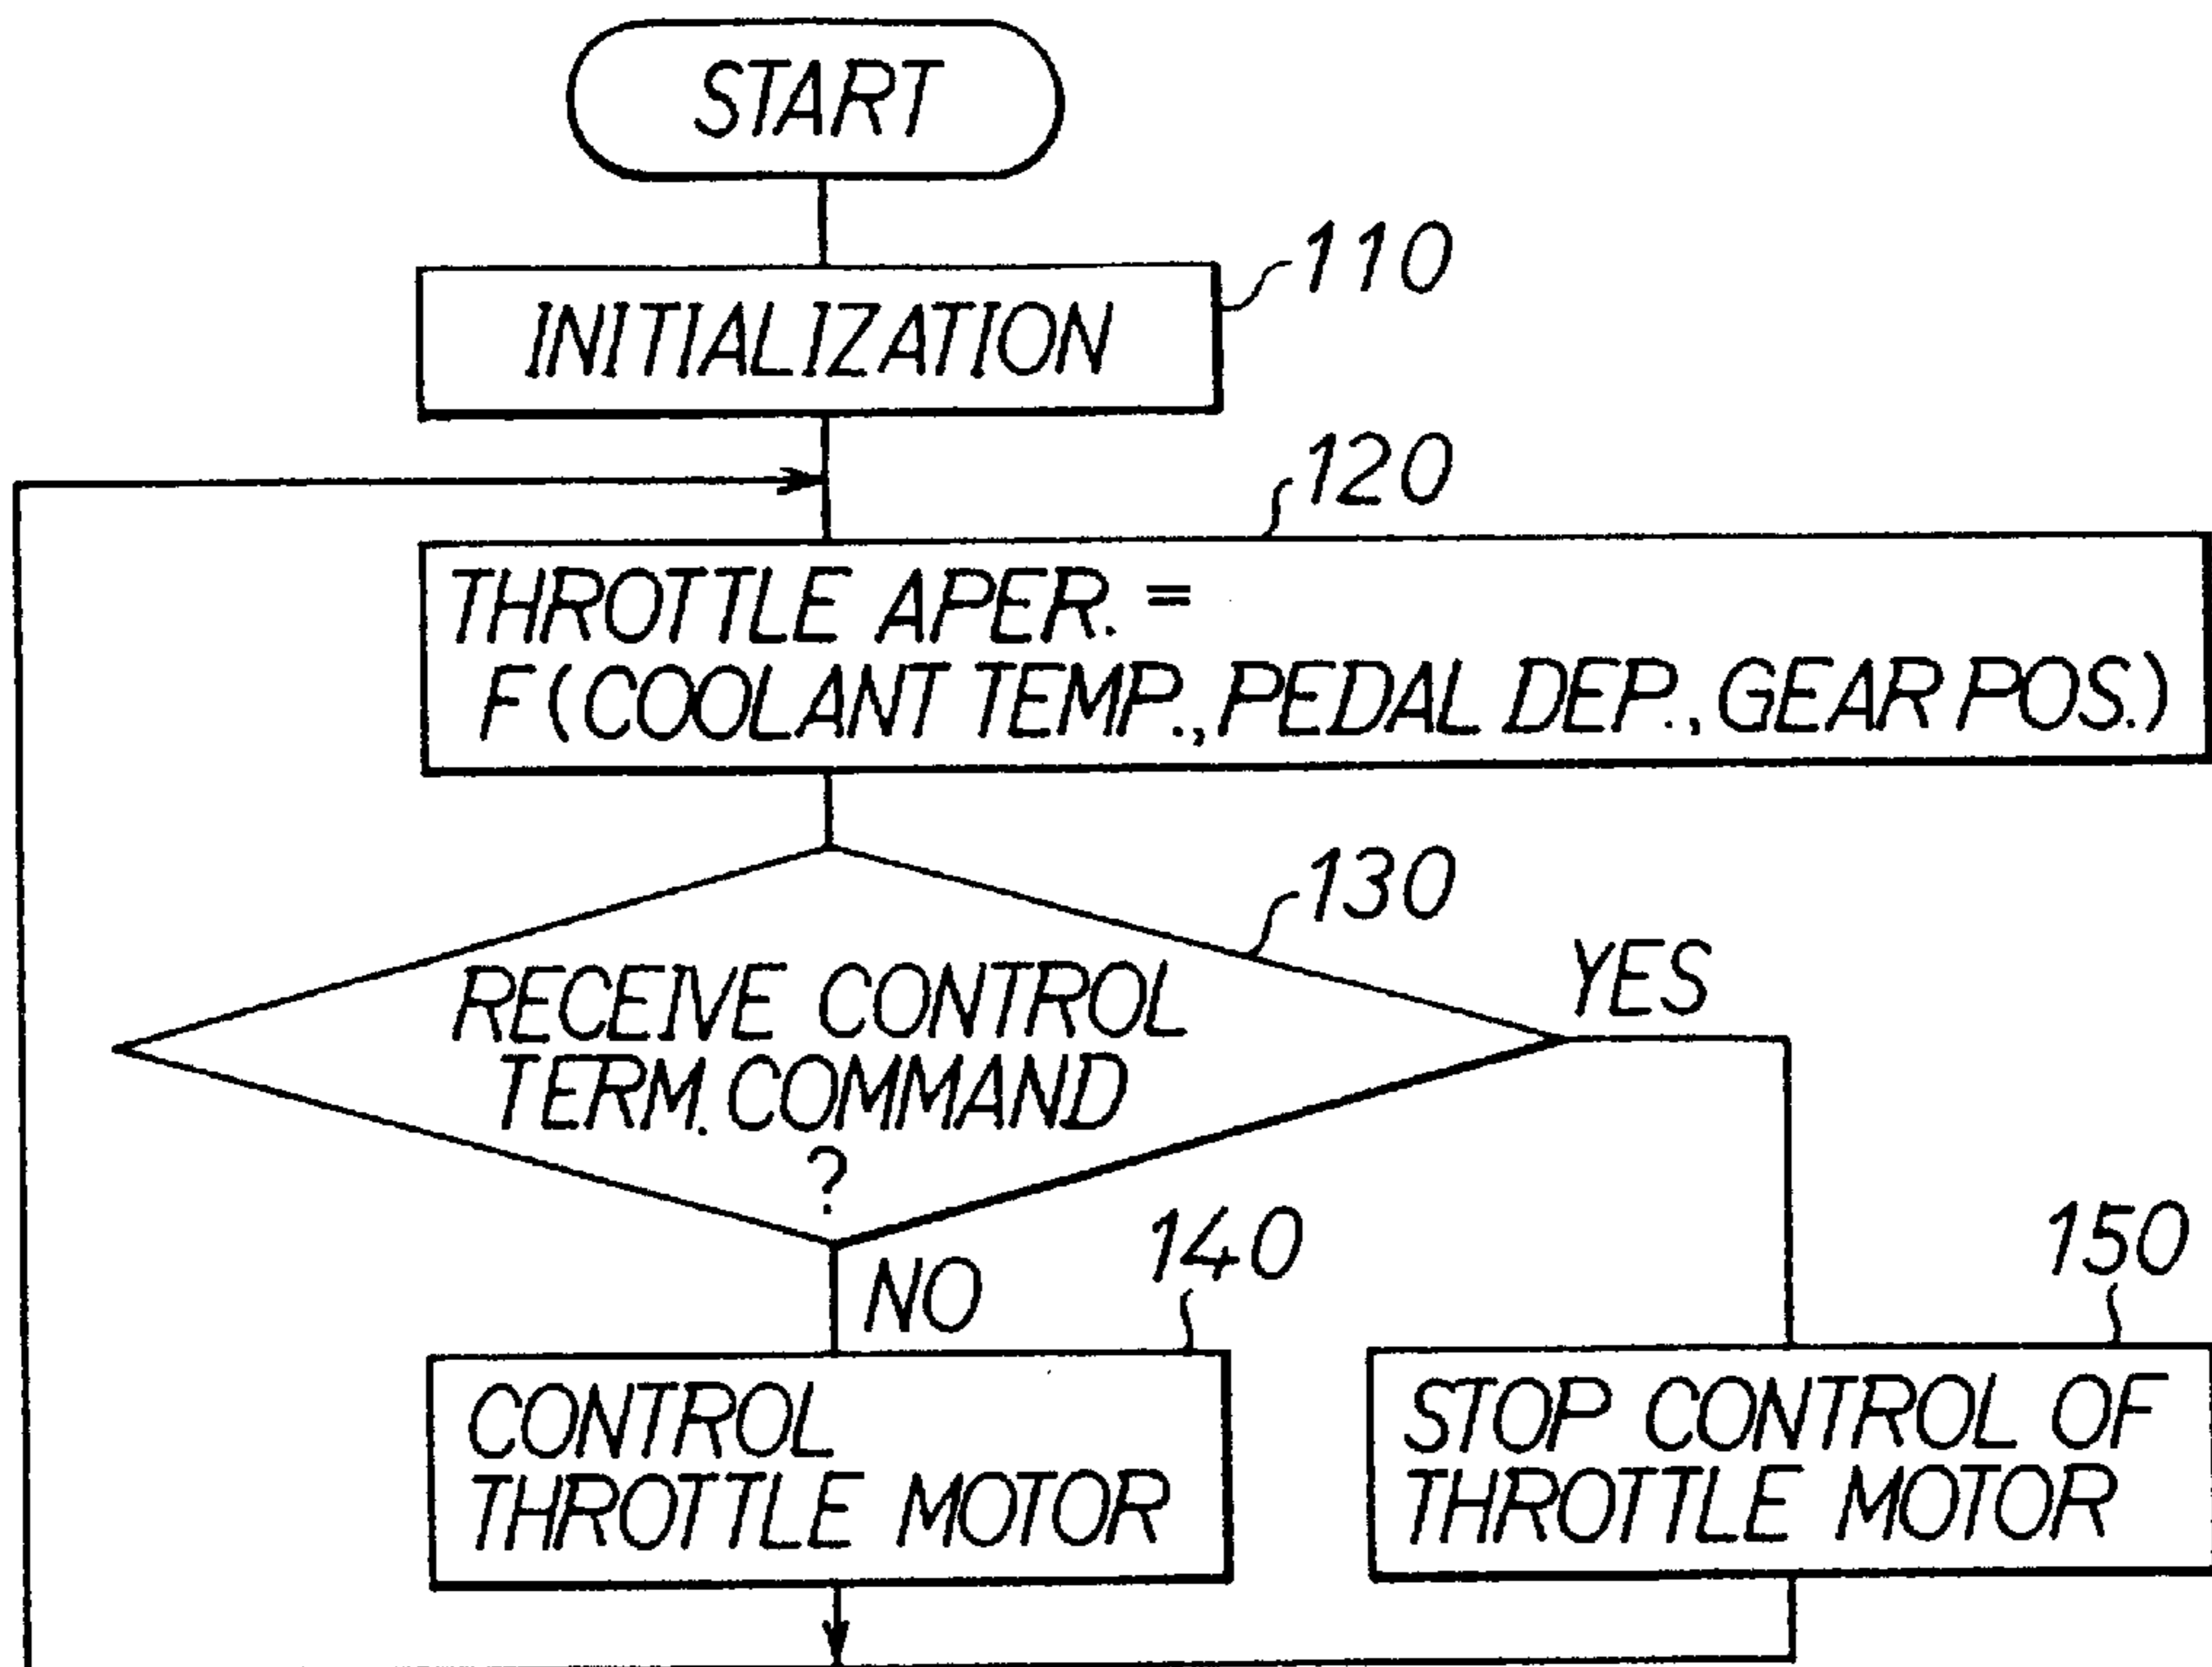 START
110
INITIALIZATION
120
THROTTLE APER. =
F (COOLANT TEMP., PEDAL DEP., GEAR POS.)
130
YES
RECEIVE CONTROL
TERM. COMMAND
?
NO
140
150
CONTROL
THROTTLE MOTOR
STOP CONTROL OF
THROTTLE MOTOR